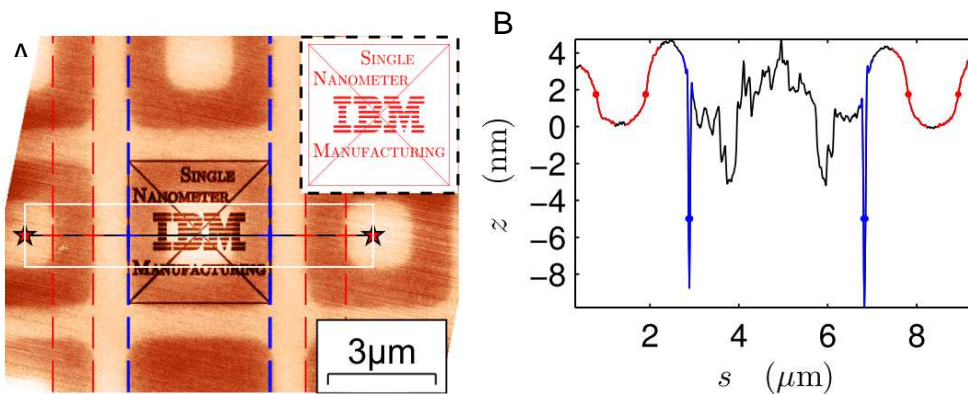 A
SINGLE
NANOMETER
IBM
MANUFACTURING
SINGLE
NANOMETER
IBM
MANUFACTURING
3μm
B
4
2
0
−2
−4
−6
−8
z (nm)
2 4 6 8
s (μm)